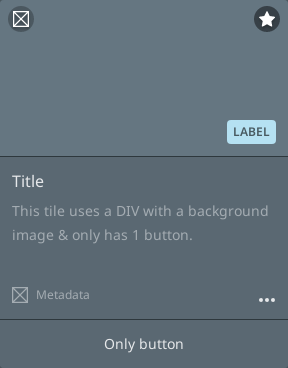 LABEL
Title
This tile uses a DIV with a background
image & only has 1 button.
Metadata
Only button